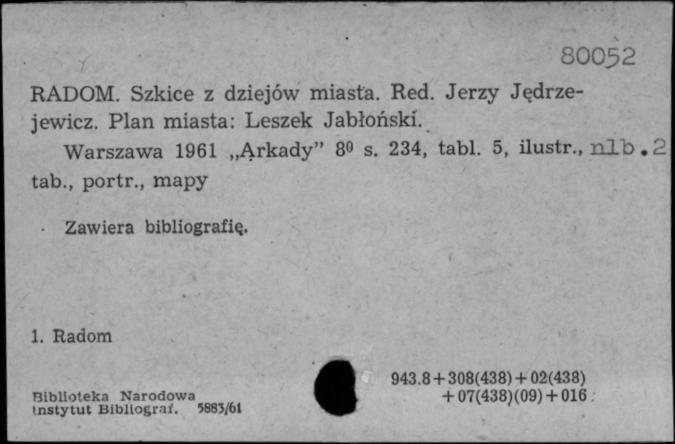 80052
RADOM. Szkice z dziejów miasta. Red. Jerzy Jędrze-
jewicz. Plan miasta: Leszek Jabłoński.
Warszawa 1961 „Arkady” 8⁰ s. 234, tabl. 5, ilustr., nlb.2
tab., portr., mapy
Zawiera bibliografię.
1. Radom
943.8+308(438)+02(438)
Biblioteka Narodowa
+07(438)(09)+016
Instytut Bibliograf. 5883/61